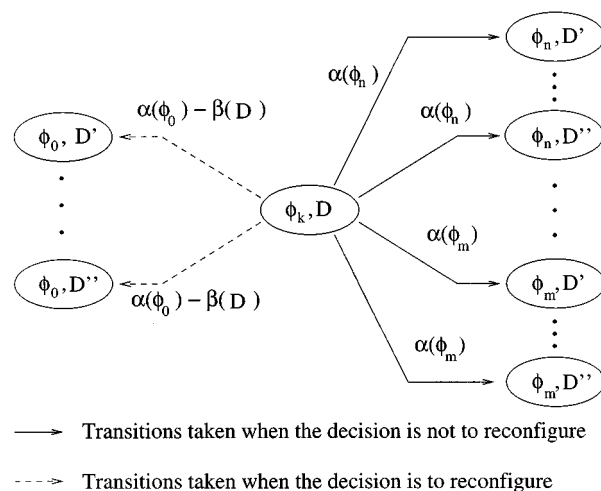 ϕn, D'
α(ϕn)
α(ϕ0) − β(D)
α(ϕn)
ϕ0, D'
ϕn, D''
ϕk, D
α(ϕm)
ϕ0, D''
ϕm, D'
α(ϕ0) − β(D)
α(ϕm)
ϕm, D''
Transitions taken when the decision is not to reconfigure
Transitions taken when the decision is to reconfigure